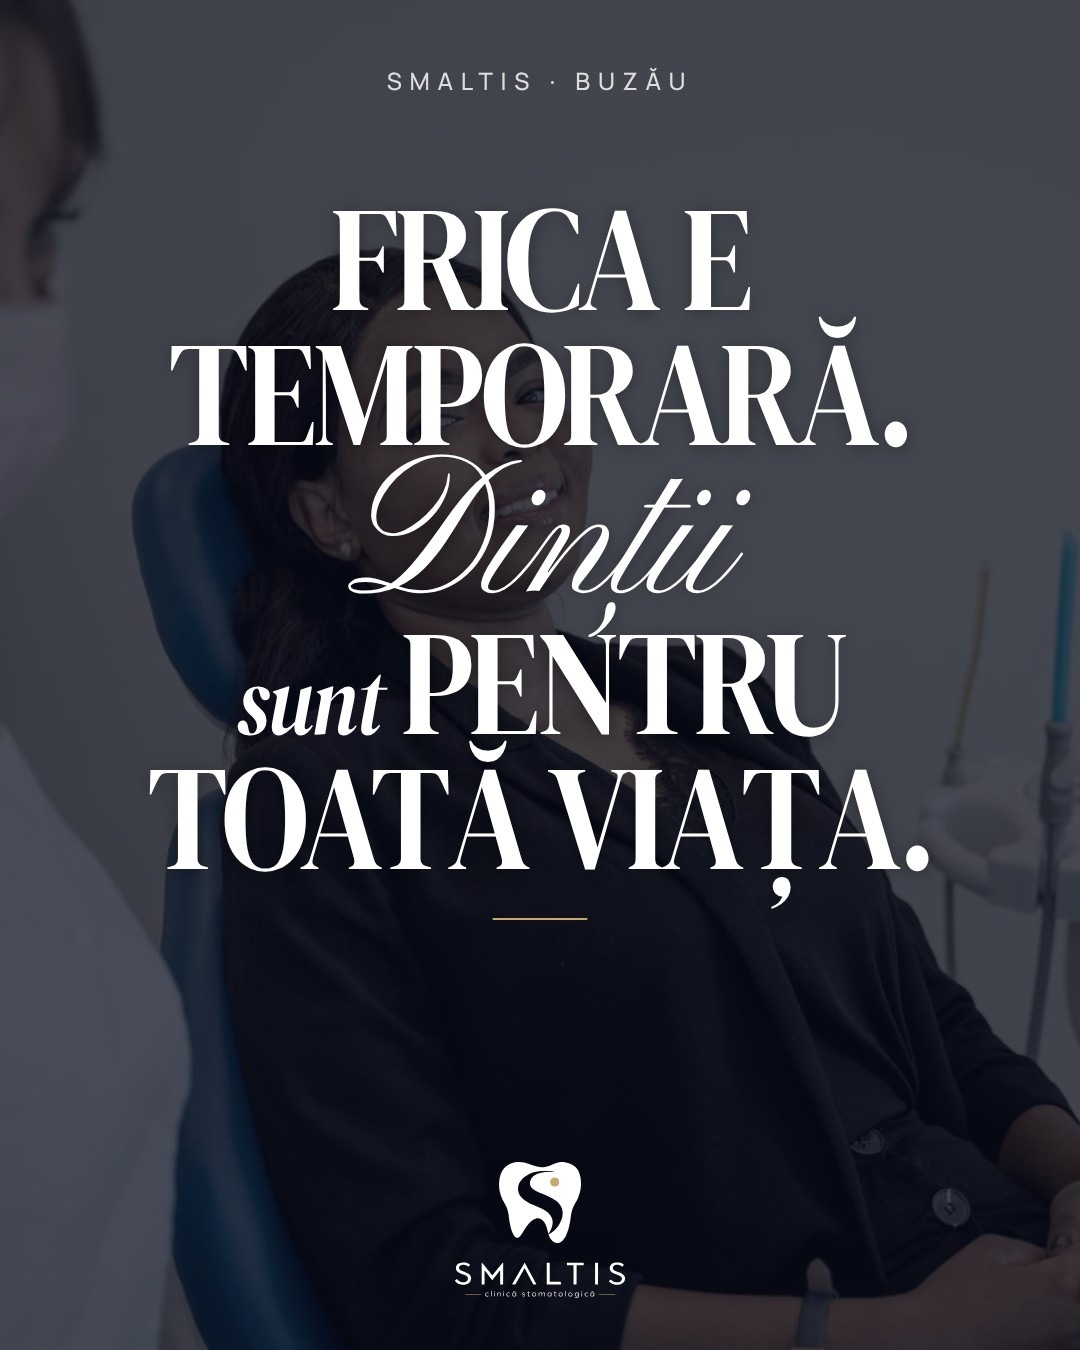 SMALTIS · BUZĂU
FRICA E
TEMPORARĂ.
Dinții
sunt PENTRU
TOATĂ VIAȚA.
SMALTIS
clinică stomatologică